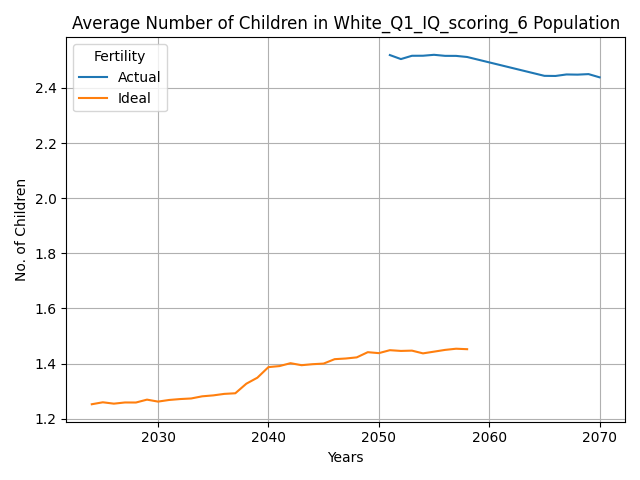 Average Number of Children in White_Q1_IQ_scoring_6 Population
Fertility
Actual
Ideal
2.4
2.2
2.0
1.8
1.6
1.4
1.2
No. of Children
2030
2040
2050
2060
2070
Years